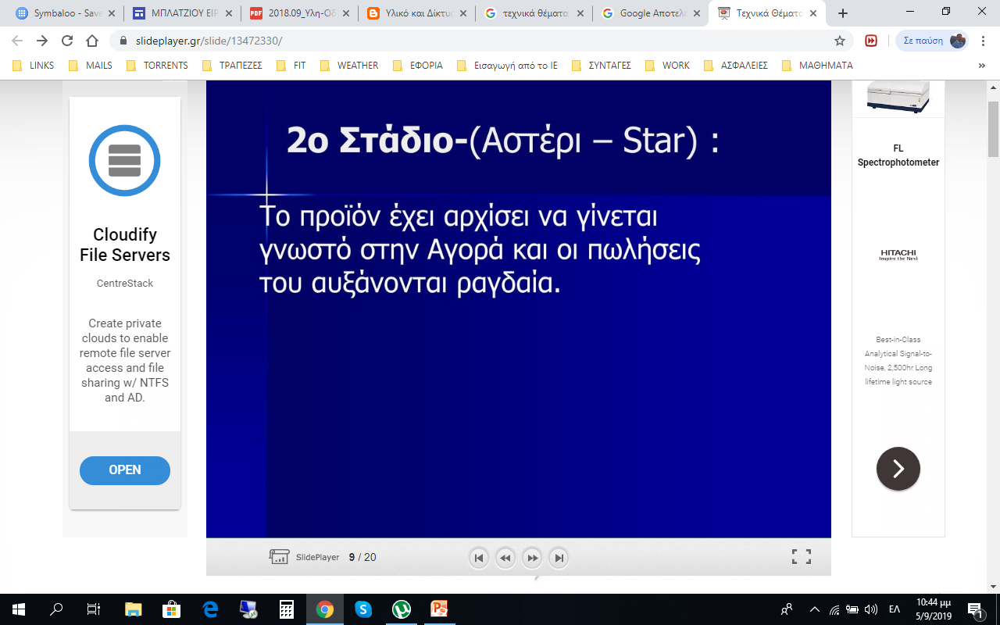 Symbaloo - Save
ΜΠΛΑΤΖΙΟΥ ΕΙΡ
2018.09_Υλη-Οδ
Υλικό και Δίκτυα
τεχνικά θέματα
Google Αποτελέ
Τεχνικά Θέματα
slideplayer.gr/slide/13472330/
Σε παύση
LINKS
MAILS
TORRENTS
ΤΡΑΠΕΖΕΣ
FIT
WEATHER
ΕΦΟΡΙΑ
Εισαγωγή από το IE
ΣΥΝΤΑΓΕΣ
WORK
ΑΣΦΑΛΕΙΕΣ
ΜΑΘΗΜΑΤΑ
Cloudify
File Servers
CentreStack
Create private
clouds to enable
remote file server
access and file
sharing w/ NTFS
and AD.
OPEN
2ο Στάδιο-(Αστέρι – Star) :
Το προϊόν έχει αρχίσει να γίνεται
γνωστό στην Αγορά και οι πωλήσεις
του αυξάνονται ραγδαία.
SlidePlayer
9 / 20
FL
Spectrophotometer
HITACHI
Inspire the Next
Best-in-Class
Analytical Signal-to-
Noise, 2,500hr Long
lifetime light source
ΕΛ
10:44 μμ
5/9/2019
1